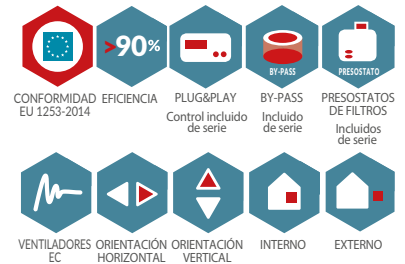 >90%
BY-PASS
PRESOSTATO
CONFORMIDAD
EU 1253-2014
EFICIENCIA
PLUG&PLAY
Control incluido
de serie
BY-PASS
Incluido
de serie
PRESOSTATOS
DE FILTROS
Incluidos
de serie
VENTILADORES
EC
ORIENTACIÓN
HORIZONTAL
ORIENTACIÓN
VERTICAL
INTERNO
EXTERNO